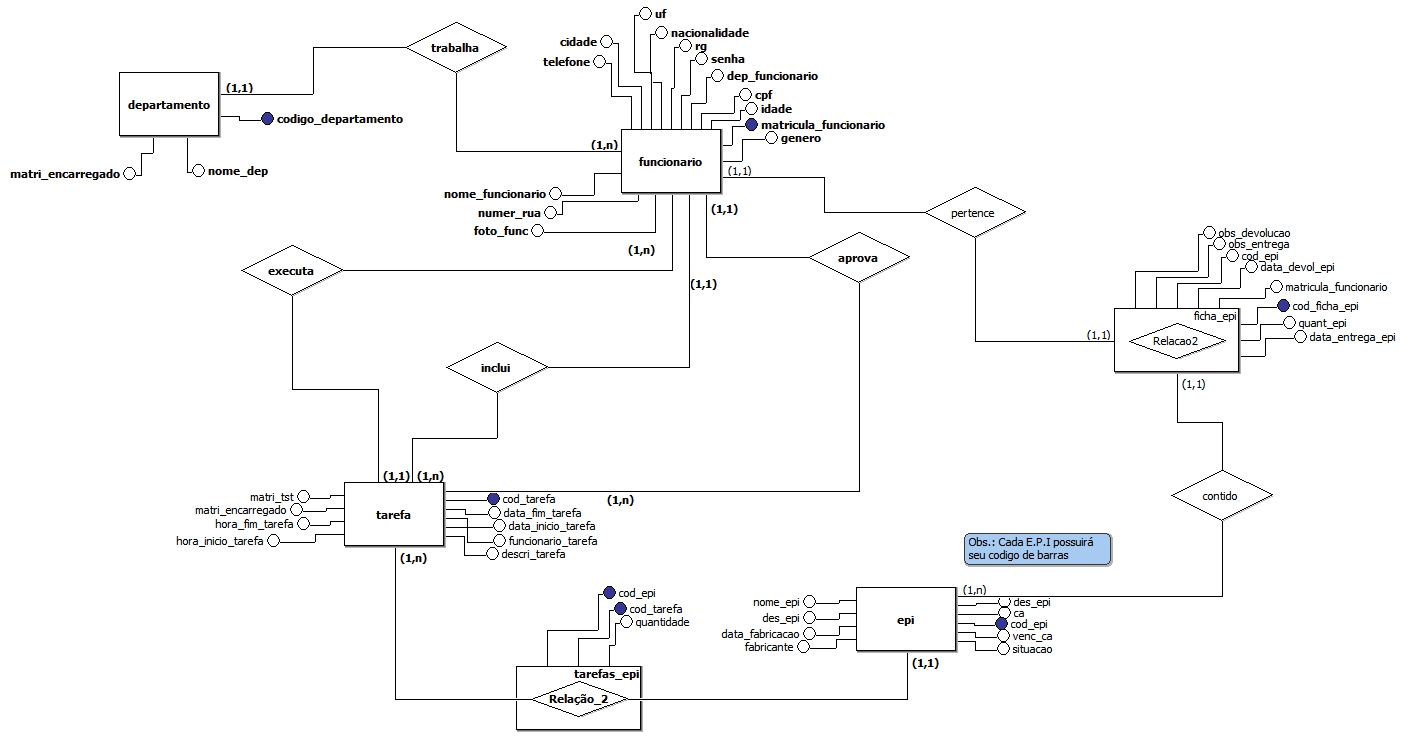 uf
nacionalidade
cidade
rg
trabalha
telefone
senha
dep_funcionario
(1,1)
cpf
departamento
idade
codigo_departamento
matricula_funcionario
genero
(1,n)
funcionario
matri_encarregado
nome_dep
(1,1)
nome_funcionario
numer_rua
(1,1)
pertence
foto_func
obs_devolucao
obs_entrega
(1,n)
cod_epi
aprova
executa
data_devol_epi
(1,1)
matricula_funcionario
cod_ficha_epi
ficha_epi
quant_epi
(1,1)
Relacao2
data_entrega_epi
inclui
(1,1)
(1,1)
(1,n)
matri_tst
cod_tarefa
(1,n)
contido
matri_encarregado
tarefa
data_fim_tarefa
hora_fim_tarefa
data_inicio_tarefa
hora_inicio_tarefa
funcionario_tarefa
descri_tarefa
(1,n)
Obs.: Cada E.P.I possuirá
seu codigo de barras
cod_epi
(1,n)
nome_epi
des_epi
cod_tarefa
des_epi
ca
quantidade
epi
cod_epi
data_fabricacao
venc_ca
fabricante
situacao
(1,1)
tarefas_epi
Relação_2